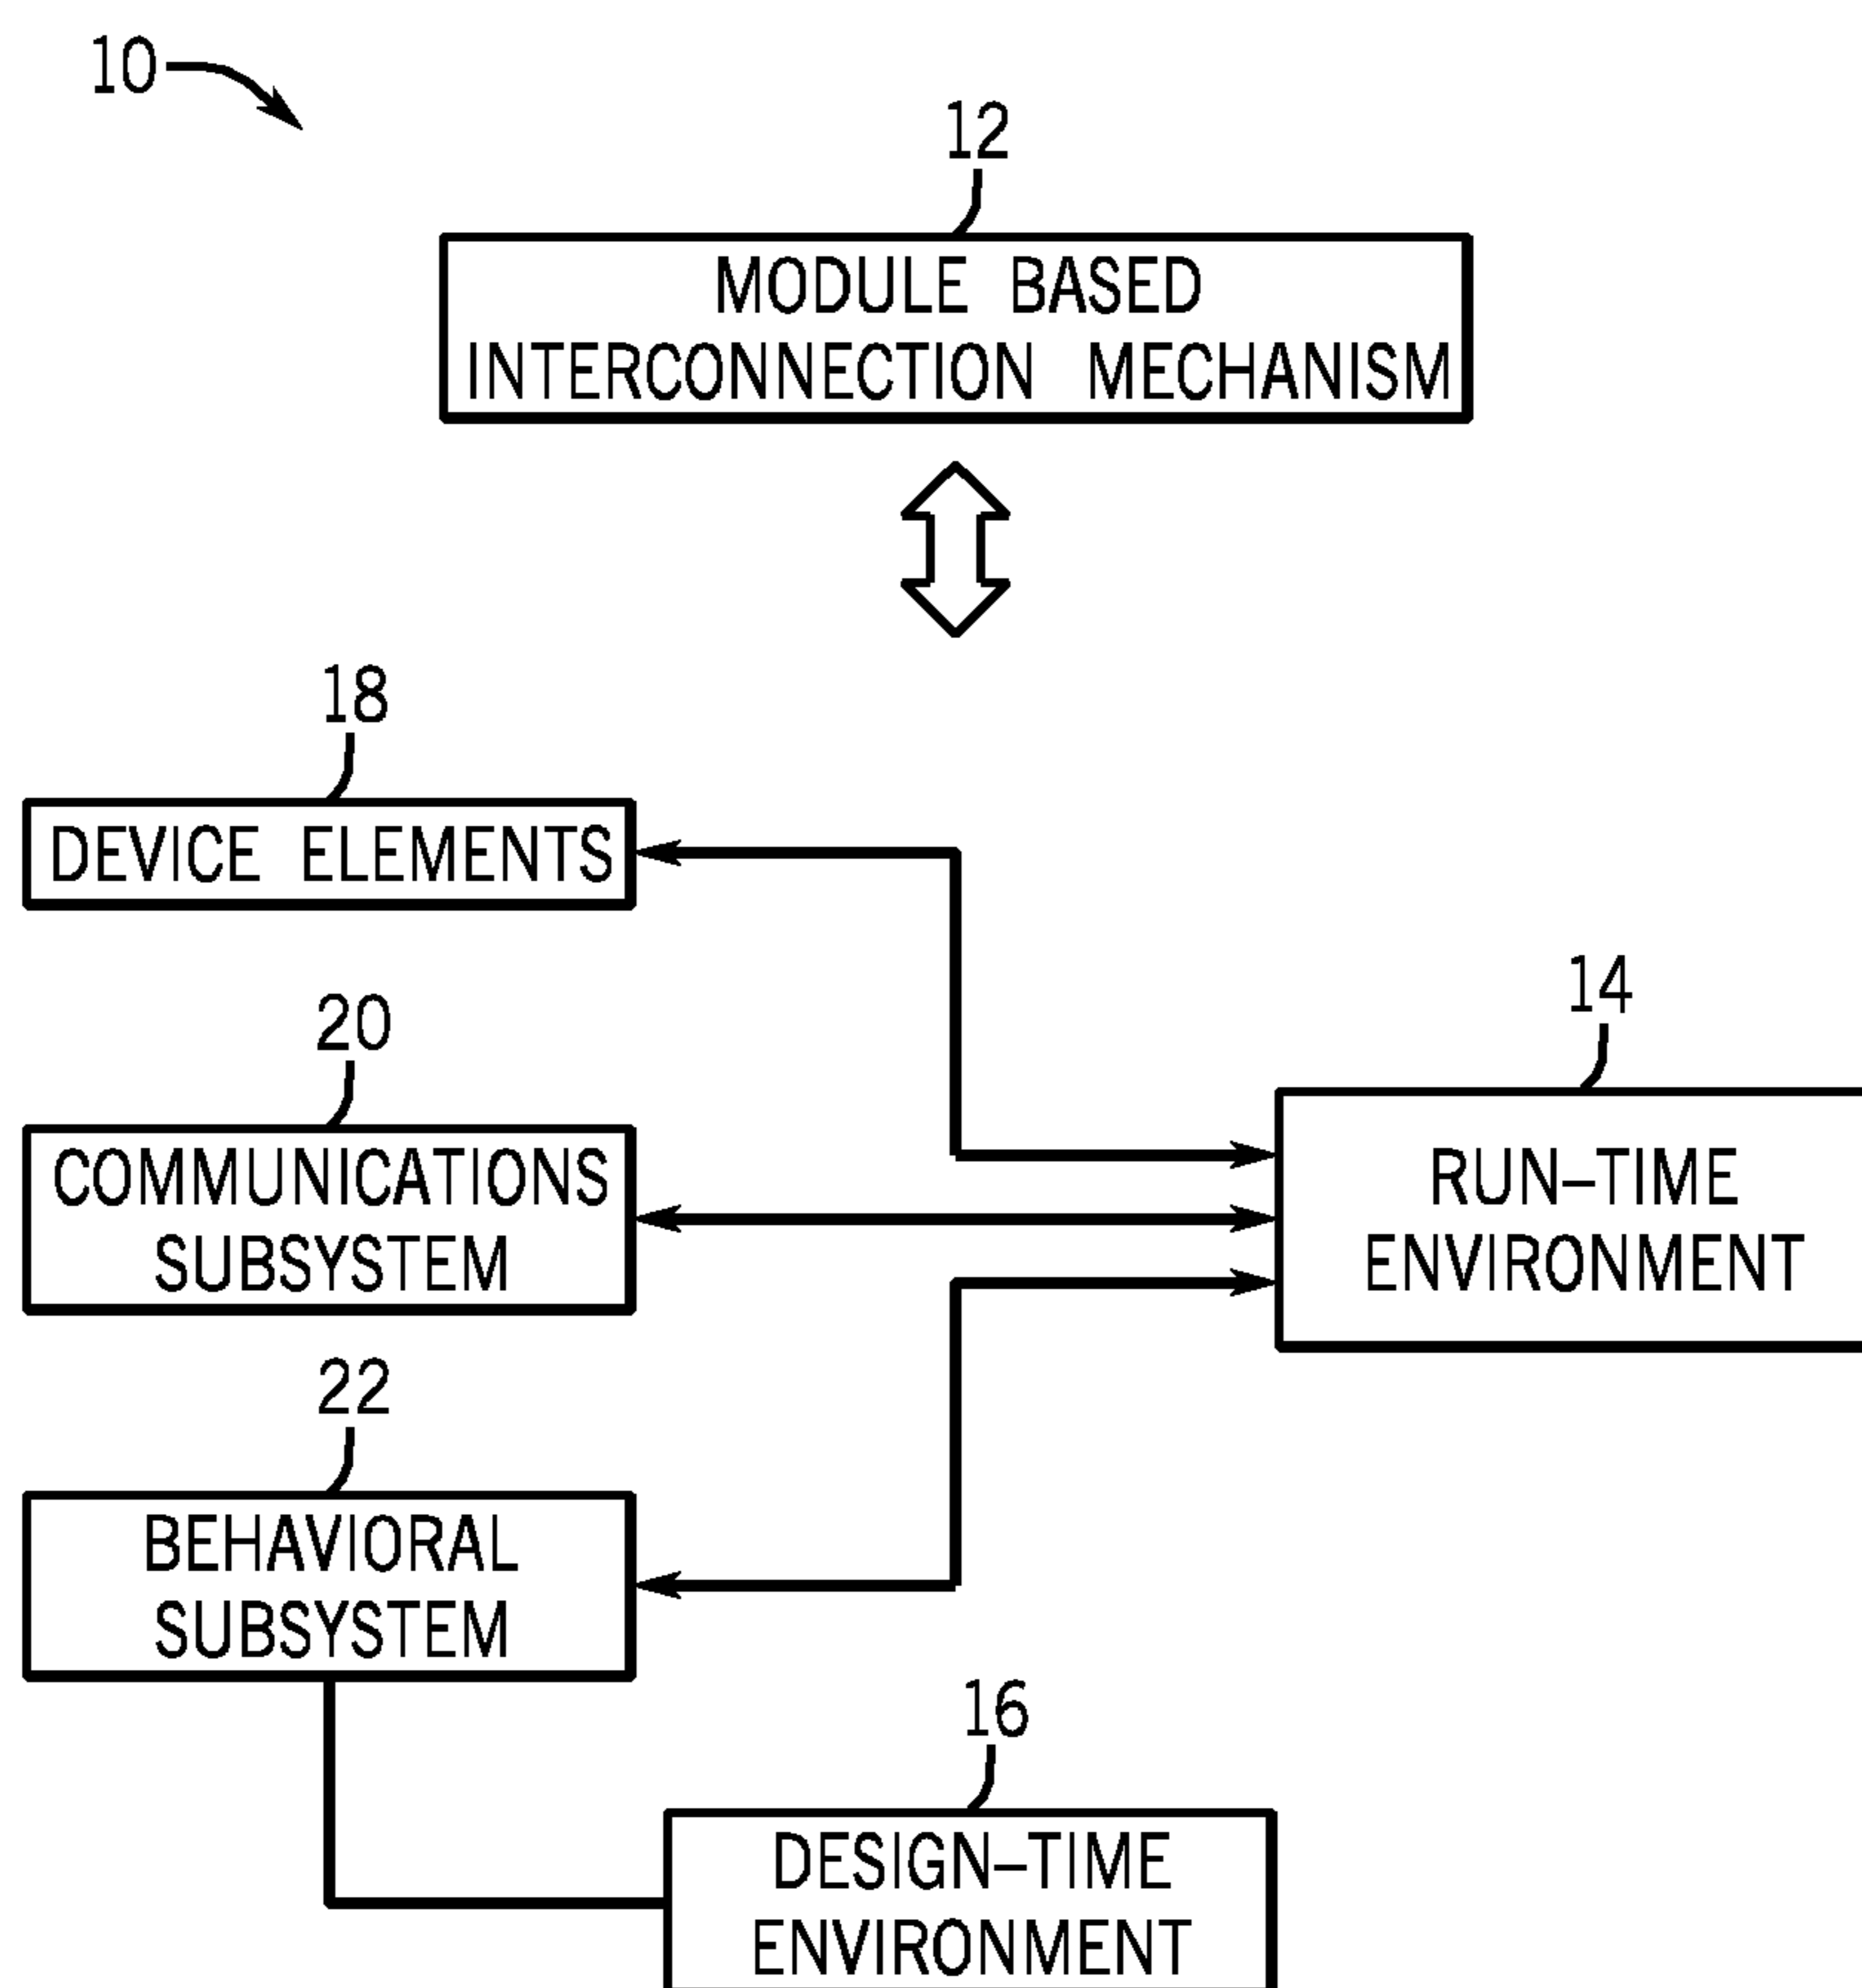 10
12
MODULE BASED
INTERCONNECTION MECHANISM
18
DEVICE ELEMENTS
20
COMMUNICATIONS
SUBSYSTEM
14
RUN–TIME
ENVIRONMENT
22
BEHAVIORAL
SUBSYSTEM
16
DESIGN–TIME
ENVIRONMENT